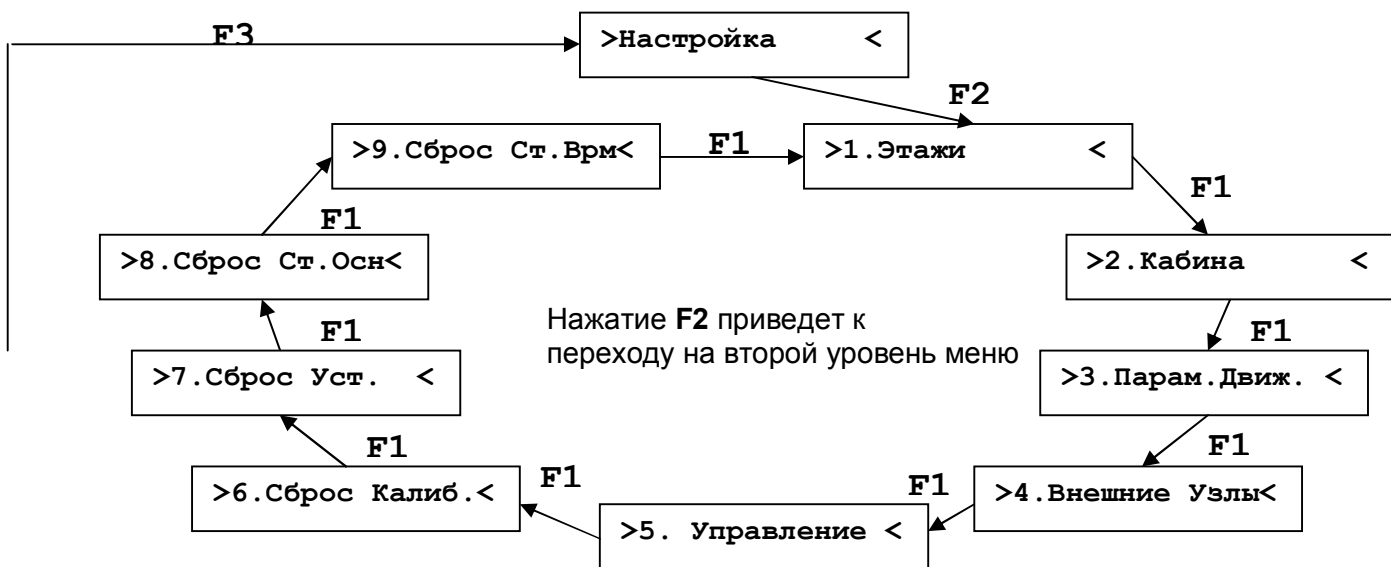 F3
>Настройка <
F2
>9.Сброс Ст.Врм<
F1
>1.Этажи <
F1
F1
>8.Сброс Ст.Осн<
>2.Кабина <
Нажатие F2 приведет к
переходу на второй уровень меню
F1
F1
>7.Сброс Уст. <
>3.Парам.Движ. <
F1
F1
>6.Сброс Калиб.<
F1
F1
>4.Внешние Узлы<
>5. Управление <